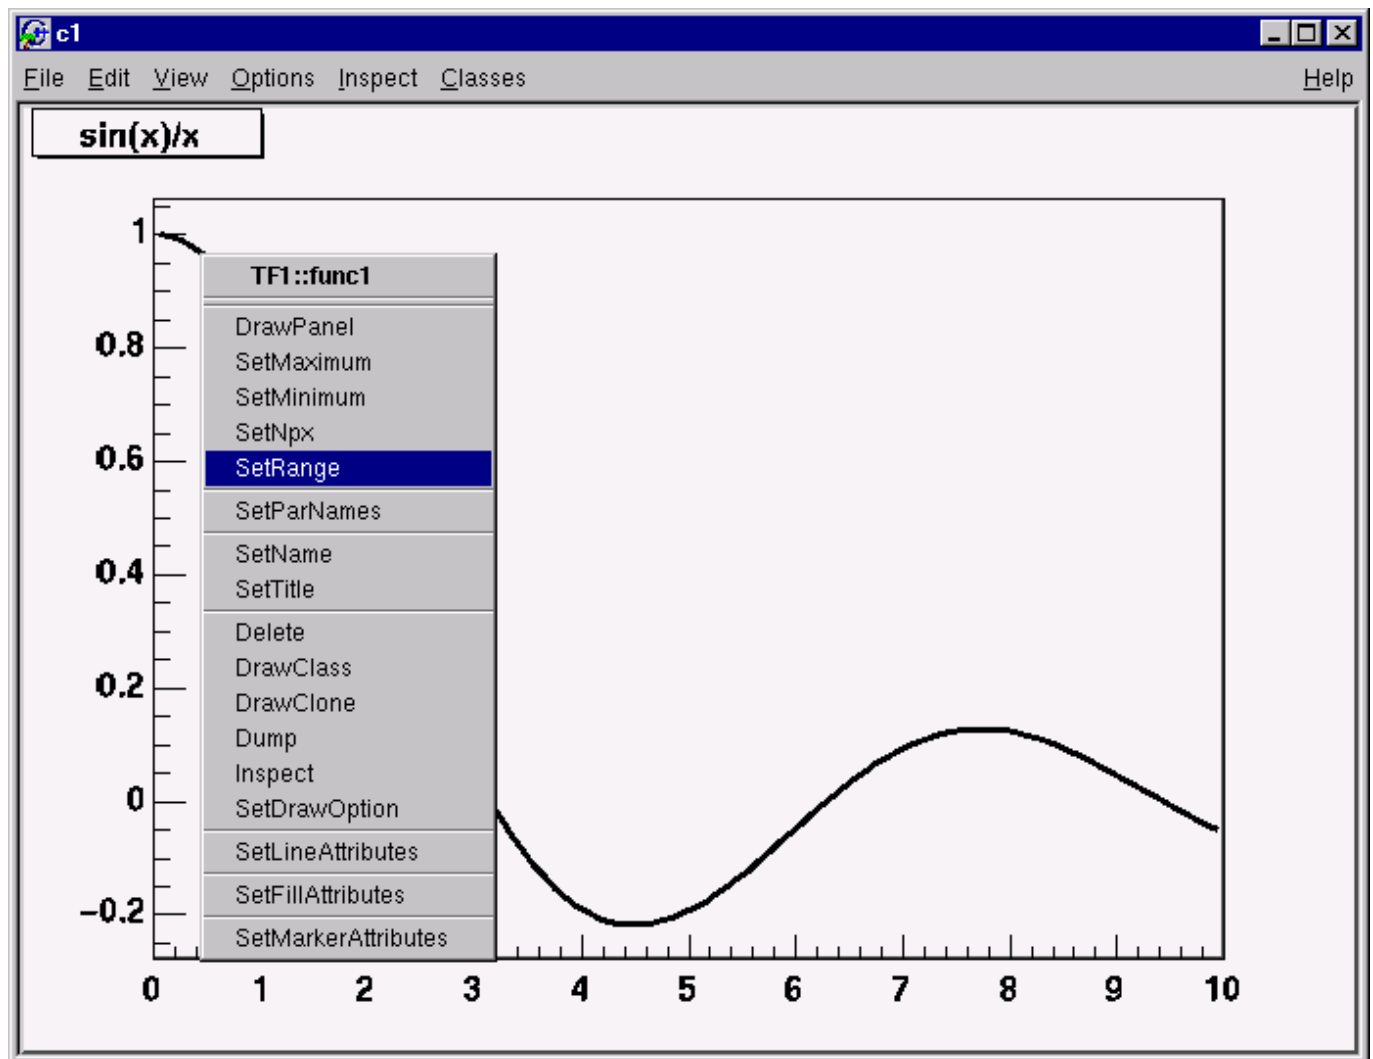 c1
File Edit View Options Inspect Classes Help
sin(x)/x
1
0.8
0.6
0.4
0.2
0
−0.2
TF1::func1
DrawPanel
SetMaximum
SetMinimum
SetNpx
SetRange
SetParNames
SetName
SetTitle
Delete
DrawClass
DrawClone
Dump
Inspect
SetDrawOption
SetLineAttributes
SetFillAttributes
SetMarkerAttributes
0 1 2 3 4 5 6 7 8 9 10